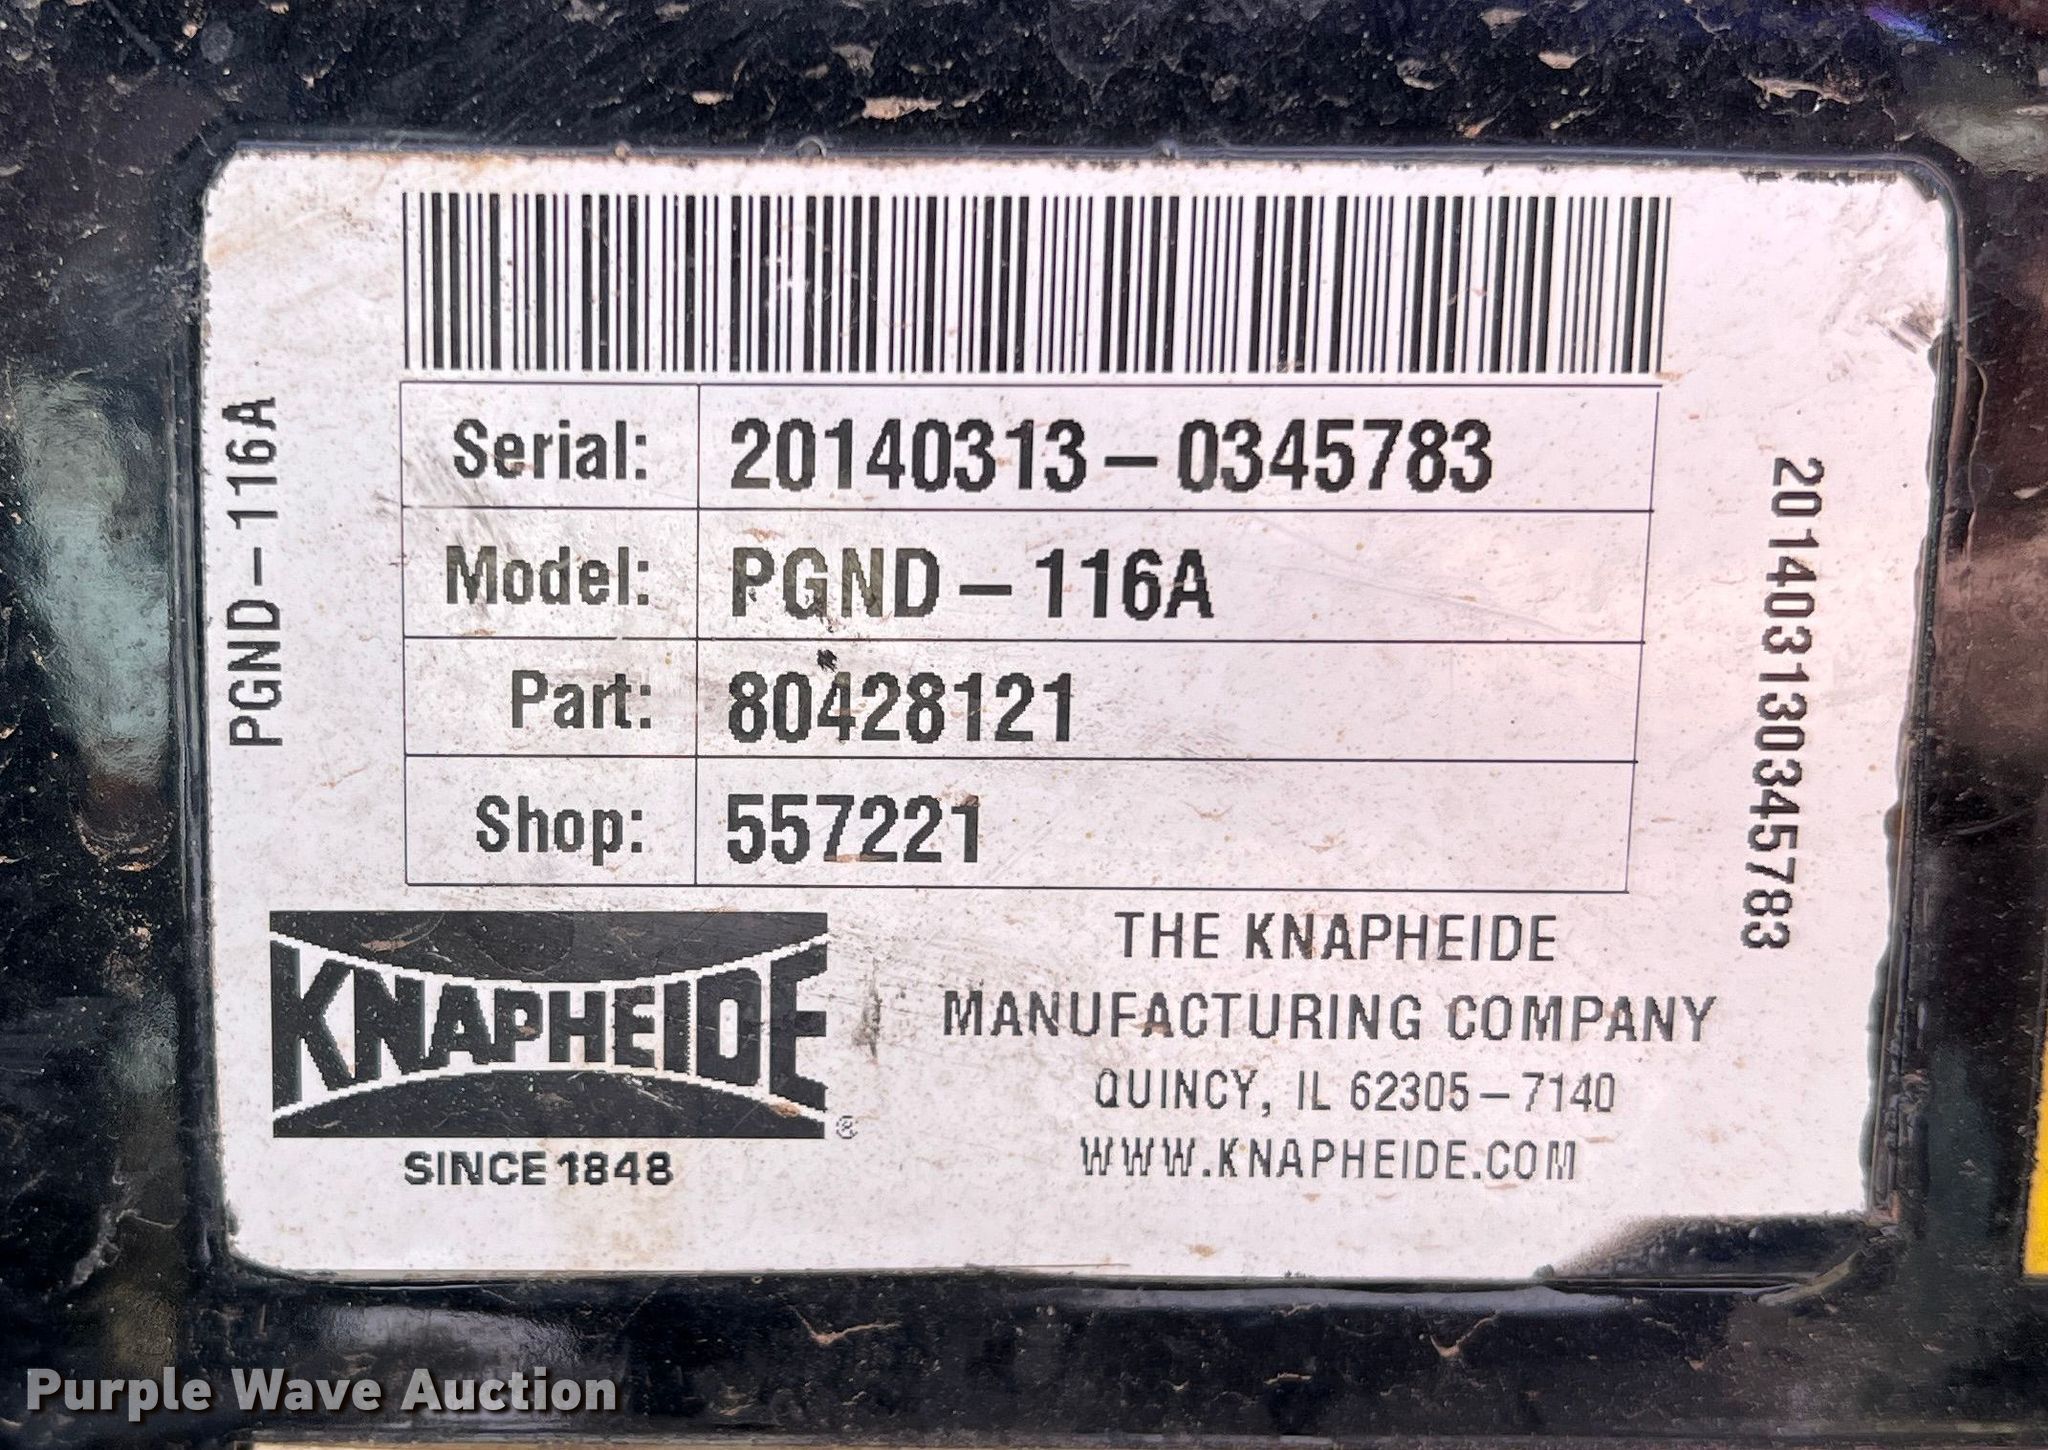 PGND-116A
Serial: 20140313-0345783
Model: PGND-116A
Part: 80428121
Shop: 557221
201403130345783
KNAPHEIDE
®
SINCE 1848
THE KNAPHEIDE
MANUFACTURING COMPANY
QUINCY, IL 62305-7140
WWW.KNAPHEIDE.COM
Purple Wave Auction